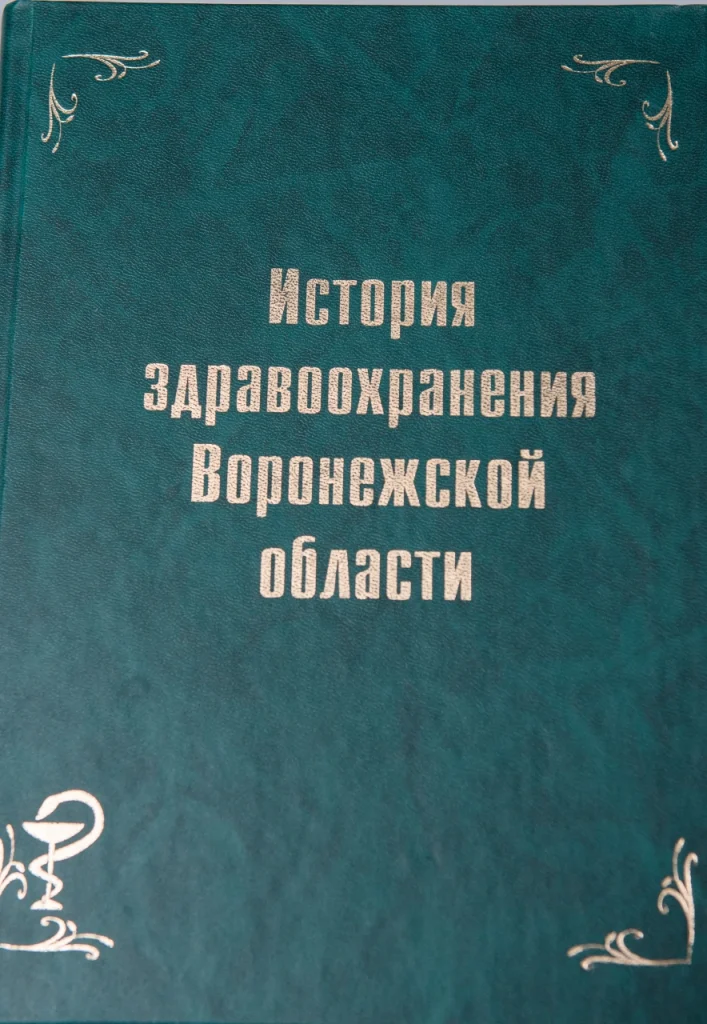 История
здравоохранения
Воронежской
области